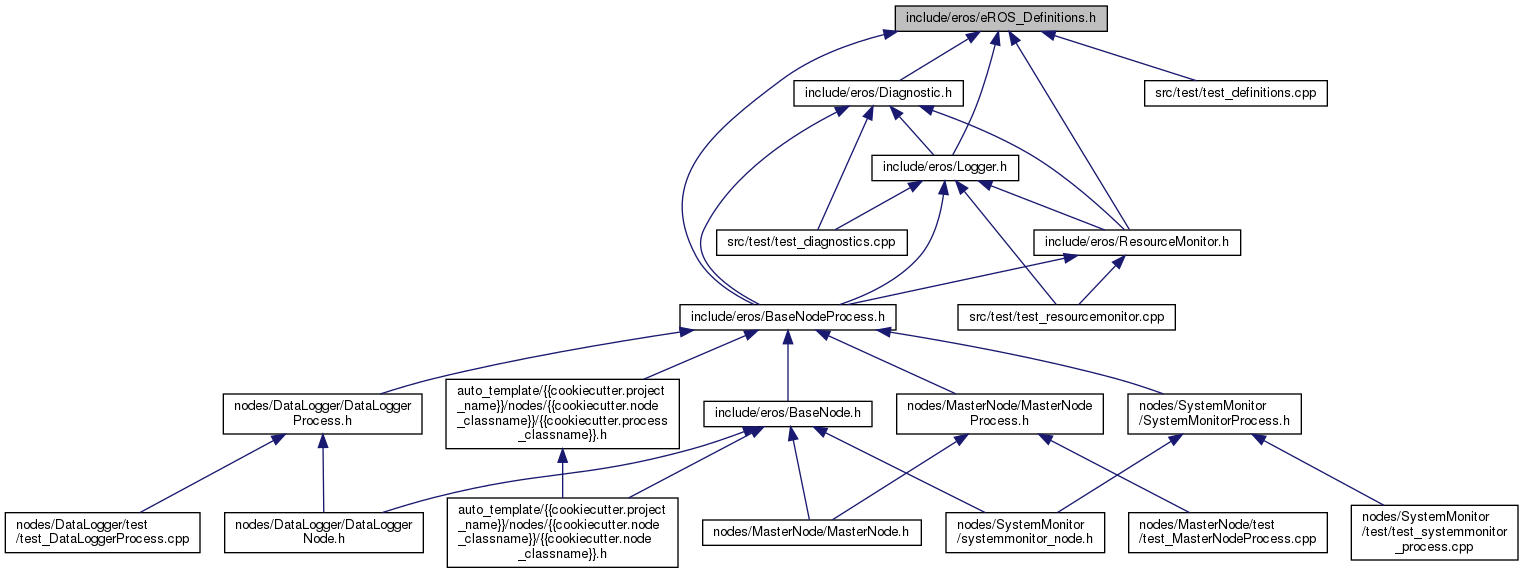 include/eros/eROS_Definitions.h
include/eros/Diagnostic.h
src/test/test_definitions.cpp
include/eros/Logger.h
src/test/test_diagnostics.cpp
include/eros/ResourceMonitor.h
include/eros/BaseNodeProcess.h
src/test/test_resourcemonitor.cpp
nodes/DataLogger/DataLogger
Process.h
auto_template/{{cookiecutter.project
_name}}/nodes/{{cookiecutter.node
_classname}}/{{cookiecutter.process
_classname}}.h
include/eros/BaseNode.h
nodes/MasterNode/MasterNode
Process.h
nodes/SystemMonitor
/SystemMonitorProcess.h
nodes/DataLogger/test
/test_DataLoggerProcess.cpp
nodes/DataLogger/DataLogger
Node.h
auto_template/{{cookiecutter.project
_name}}/nodes/{{cookiecutter.node
_classname}}/{{cookiecutter.node
_classname}}.h
nodes/MasterNode/MasterNode.h
nodes/SystemMonitor
/systemmonitor_node.h
nodes/MasterNode/test
/test_MasterNodeProcess.cpp
nodes/SystemMonitor
/test/test_systemmonitor
_process.cpp